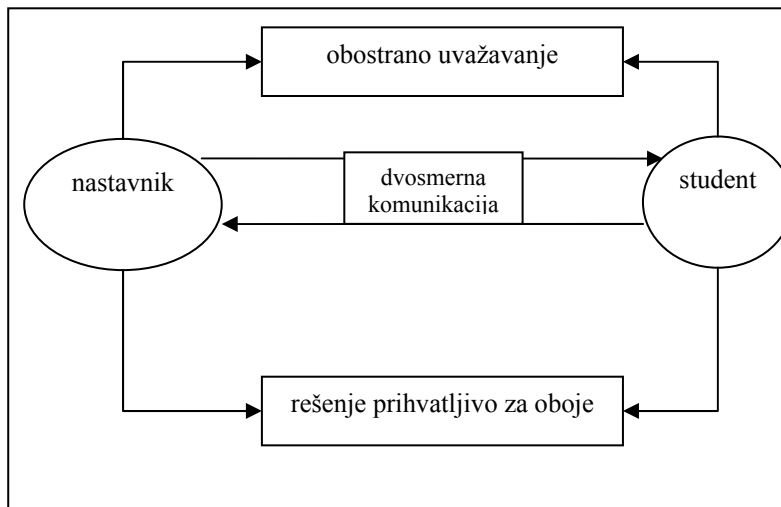 obostrano uvažavanje
nastavnik
dvosmerna
komunikacija
student
rešenje prihvatljivo za oboje